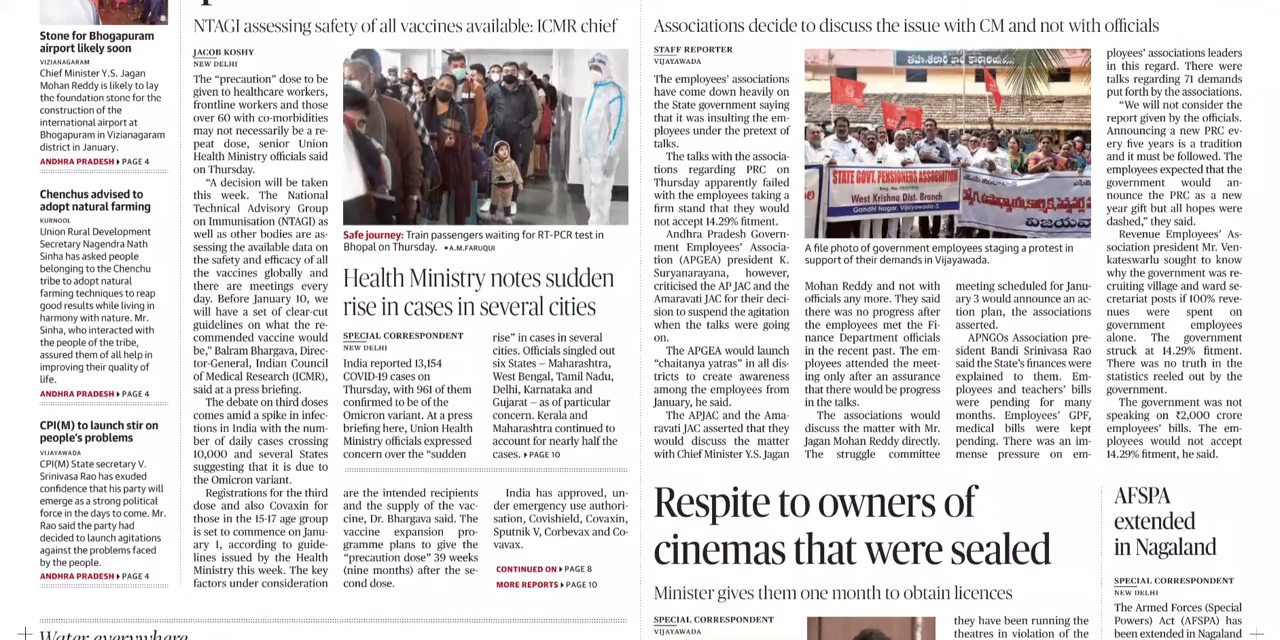 Stone for Bhogapuram
airport likely soon
VIZIANAGARAM
Chief Minister Y.S. Jagan
Mohan Reddy is likely to lay
the foundation stone for the
construction of the
international airport at
Bhogapuram in Vizianagaram
district in January.
ANDHRA PRADESH PAGE 4
Chenchus advised to
adopt natural farming
KURNOOL
Union Rural Development
Secretary Nagendra Nath
Sinha has asked people
belonging to the Chenchu
tribe to adopt natural
farming techniques to reap
good results while living in
harmony with nature. Mr.
Sinha, who interacted with
the people of the tribe,
assured them of all help in
improving their quality of
life.
ANDHRA PRADESH PAGE 4
CPI(M) to launch stir on
people's problems
VIJAYAWADA
CPI(M) State secretary V.
Srinivasa Rao has exuded
confidence that his party will
emerge as a strong political
force in the days to come. Mr.
Rao said the party had
decided to launch agitations
against the problems faced
by the people.
ANDHRA PRADESH PAGE 4
NTAGI assessing safety of all vaccines available: ICMR chief
JACOB KOSHY
NEW DELHI
The “precaution” dose to be
given to healthcare workers,
frontline workers and those
over 60 with co-morbidities
may not necessarily be a re-
peat dose, senior Union
Health Ministry officials said
on Thursday.
“A decision will be taken
this week. The National
Technical Advisory Group
on Immunisation (NTAGI) as
well as other bodies are as-
sessing the available data on
the safety and efficacy of all
the vaccines globally and
there are meetings every
day. Before January 10, we
will have a set of clear-cut
guidelines on what the re-
commended vaccine would
be,” Balram Bhargava, Direc-
tor-General, Indian Council
of Medical Research (ICMR),
said at a press briefing.
The debate on third doses
comes amid a spike in infec-
tions in India with the num-
ber of daily cases crossing
10,000 and several States
suggesting that it is due to
the Omicron variant.
Registrations for the third
dose and also Covaxin for
those in the 15-17 age group
is set to commence on Janu-
ary 1, according to guide-
lines issued by the Health
Ministry this week. The key
factors under consideration
are the intended recipients
and the supply of the vac-
cine, Dr. Bhargava said. The
vaccine expansion pro-
gramme plans to give the
“precaution dose” 39 weeks
(nine months) after the se-
cond dose.
India has approved, un-
der emergency use authori-
sation, Covishield, Covaxin,
Sputnik V, Corbevax and Co-
vavax.
CONTINUED ON PAGE 8
MORE REPORTS PAGE 10
Safe journey: Train passengers waiting for RT-PCR test in
Bhopal on Thursday. A.M.FARUQUI
Health Ministry notes sudden
rise in cases in several cities
SPECIAL CORRESPONDENT
NEW DELHI
India reported 13,154
COVID-19 cases on
Thursday, with 961 of them
confirmed to be of the
Omicron variant. At a press
briefing here, Union Health
Ministry officials expressed
concern over the “sudden
rise” in cases in several
cities. Officials singled out
six States — Maharashtra,
West Bengal, Tamil Nadu,
Delhi, Karnataka and
Gujarat — as of particular
concern. Kerala and
Maharashtra continued to
account for nearly half the
cases. PAGE 10
Water everywhere
Associations decide to discuss the issue with CM and not with officials
STAFF REPORTER
VIJAYAWADA
The employees' associations
have come down heavily on
the State government saying
that it was insulting the em-
ployees under the pretext of
talks.
The talks with the associa-
tions regarding PRC on
Thursday apparently failed
with the employees taking a
firm stand that they would
not accept 14.29% fitment.
Andhra Pradesh Govern-
ment Employees' Associa-
tion (APGEA) president K.
Suryanarayana, however,
criticised the AP JAC and the
Amaravati JAC for their deci-
sion to suspend the agitation
when the talks were going
on.
The APGEA would launch
“chaitanya yatras” in all dis-
tricts to create awareness
among the employees from
January, he said.
The APJAC and the Ama-
ravati JAC asserted that they
would discuss the matter
with Chief Minister Y.S. Jagan
STATE GOVT. PENSIONERS ASSOCIATION
West Krishna Dist. Branch
Gandhi Nagar, Vijayawada-3
A file photo of government employees staging a protest in
support of their demands in Vijayawada.
Mohan Reddy and not with
officials any more. They said
there was no progress after
the employees met the Fi-
nance Department officials
in the recent past. The em-
ployees attended the meet-
ing only after an assurance
that there would be progress
in the talks.
The associations would
discuss the matter with Mr.
Jagan Mohan Reddy directly.
The struggle committee
meeting scheduled for Janu-
ary 3 would announce an ac-
tion plan, the associations
asserted.
APNGOs Association pre-
sident Bandi Srinivasa Rao
said the State's finances were
explained to them. Em-
ployees and teachers' bills
were pending for many
months. Employees' GPF,
medical bills were kept
pending. There was an im-
mense pressure on em-
ployees' associations leaders
in this regard. There were
talks regarding 71 demands
put forth by the associations.
“We will not consider the
report given by the officials.
Announcing a new PRC ev-
ery five years is a tradition
and it must be followed. The
employees expected that the
government would an-
nounce the PRC as a new
year gift but all hopes were
dashed,” they said.
Revenue Employees' As-
sociation president Mr. Ven-
kateswarlu sought to know
why the government was re-
cruiting village and ward se-
cretariat posts if 100% reve-
nues were spent on
government employees
alone. The government
struck at 14.29% fitment.
There was no truth in the
statistics reeled out by the
government.
The government was not
speaking on ₹2,000 crore
employees' bills. The em-
ployees would not accept
14.29% fitment, he said.
Respite to owners of
cinemas that were sealed
Minister gives them one month to obtain licences
SPECIAL CORRESPONDENT
VIJAYAWADA
they have been running the
theatres in violation of the
AFSPA
extended
in Nagaland
SPECIAL CORRESPONDENT
NEW DELHI
The Armed Forces (Special
Powers) Act (AFSPA) has
been extended in Nagaland